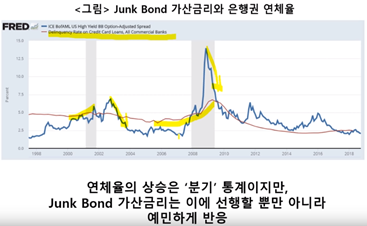 <그림> Junk Bond 가산금리와 은행권 연체율
FRED
ICE BofAML US High Yield BB Option-Adjusted Spread
Delinquency Rate on Credit Card Loans, All Commercial Banks
15.0
12.5
10.0
7.5
5.0
2.5
0.0
Percent
1998 2000 2002 2004 2006 2008 2010 2012 2014 2016 2018
연체율의 상승은 '분기' 통계이지만,
Junk Bond 가산금리는 이에 선행할 뿐만 아니라
예민하게 반응